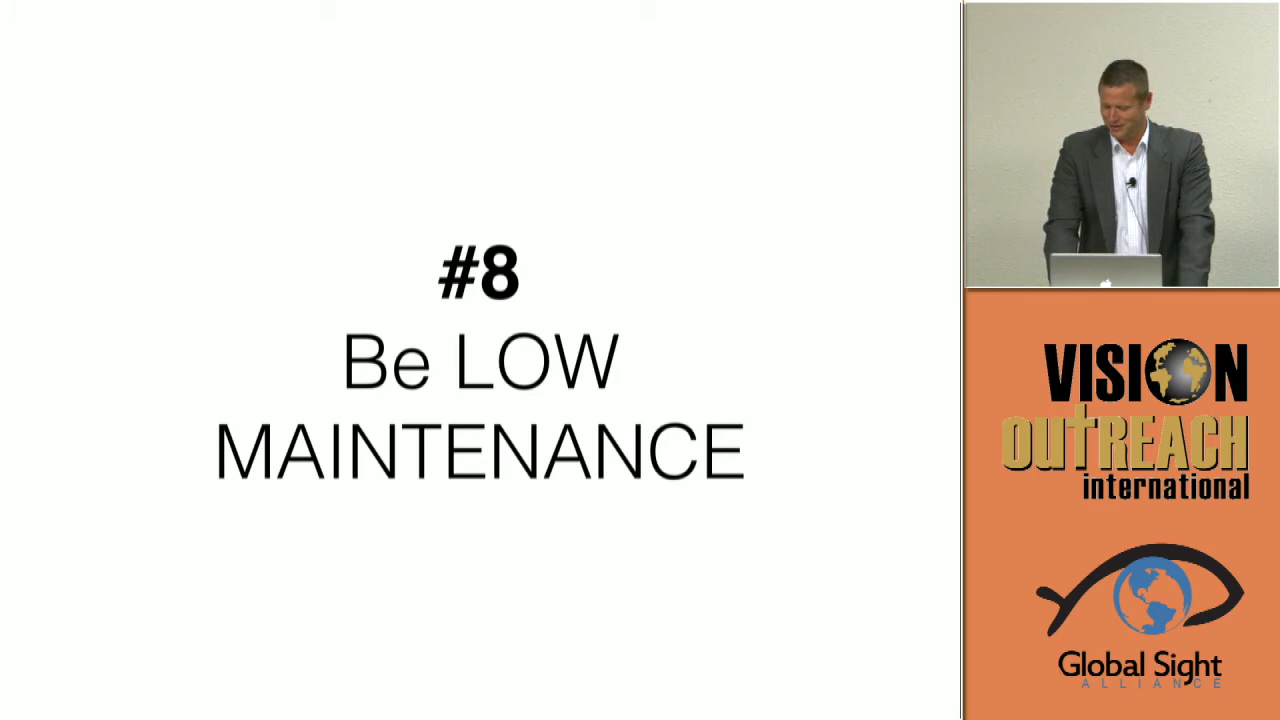 #8
Be LOW
MAINTENANCE
VISION
OUTREACH
international
Global Sight
ALLIANCE